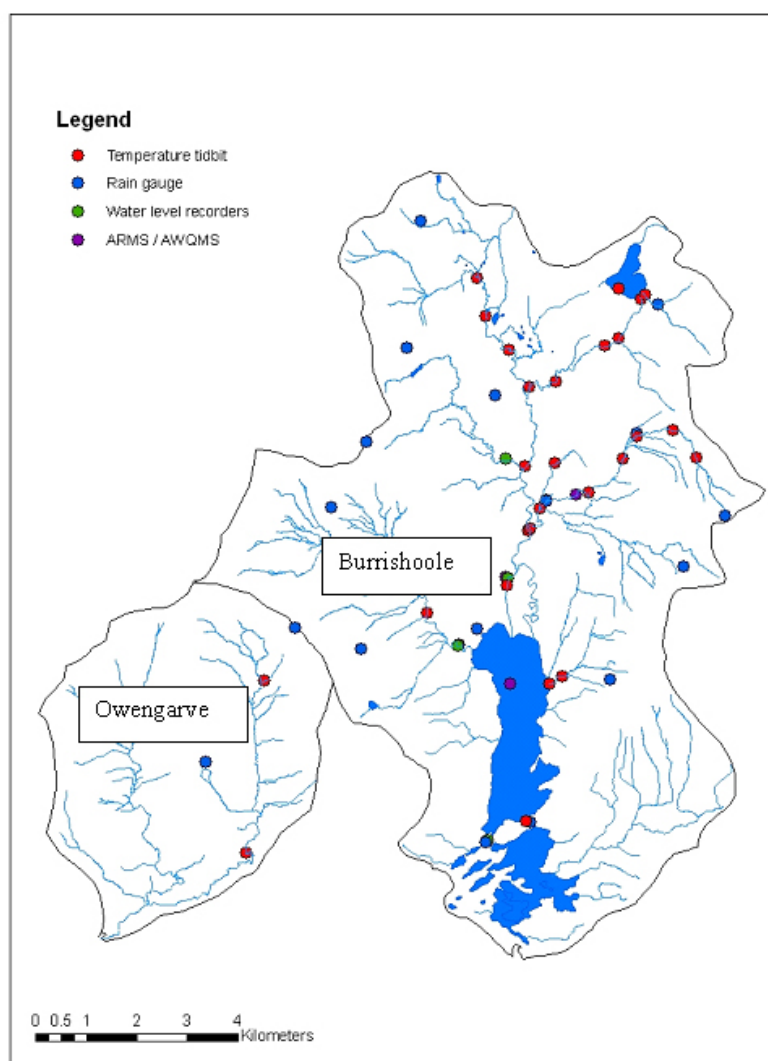 Legend
Temperature tidbit
Rain gauge
Water level recorders
ARMS / AWQMS
Burrishoole
Owengarve
0 0.5 1 2 3 4
Kilometers